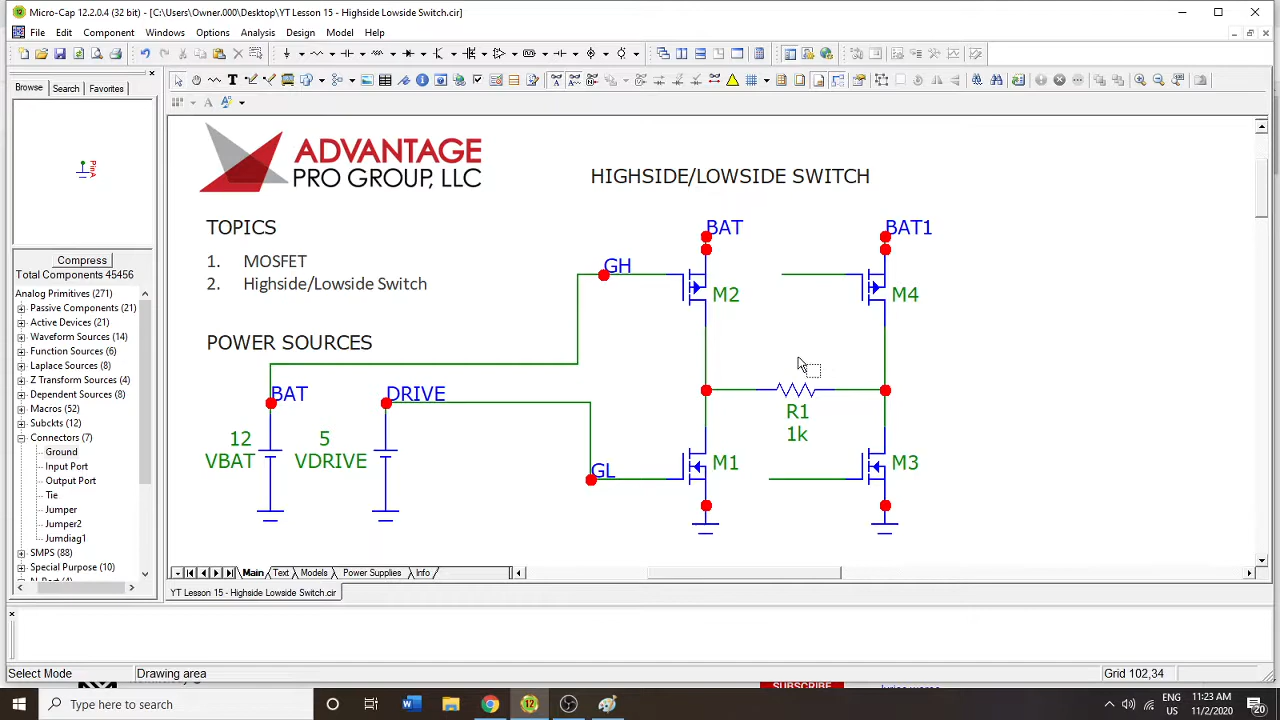 Micro-Cap 12.2.0.4 (32 bit) - [C:\Users\Owner.000\Desktop\YT Lesson 15 - Highside Lowside Switch.cir]
File Edit Component Windows Options Analysis Design Model Help
Browse Search Favorites
PinA
Compress
Total Components 45456
Analog Primitives (271)
Passive Components (21)
Active Devices (21)
Waveform Sources (14)
Function Sources (6)
Laplace Sources (8)
Z Transform Sources (4)
Dependent Sources (8)
Macros (52)
Subckts (12)
Connectors (7)
Ground
Input Port
Output Port
Tie
Jumper
Jumper2
Jumdiag1
SMPS (88)
Special Purpose (10)
ADVANTAGE
PRO GROUP, LLC
HIGHSIDE/LOWSIDE SWITCH
TOPICS
1. MOSFET
2. Highside/Lowside Switch
POWER SOURCES
BAT
12
VBAT
DRIVE
5
VDRIVE
BAT
BAT1
GH
M2
M4
R1
1k
GL
M1
M3
Main Text Models Power Supplies Info
YT Lesson 15 - Highside Lowside Switch.cir
Select Mode
Drawing area
Grid 102,34
SUBSCRIBE
Type here to search
12
ENG
US
11:23 AM
11/2/2020
20